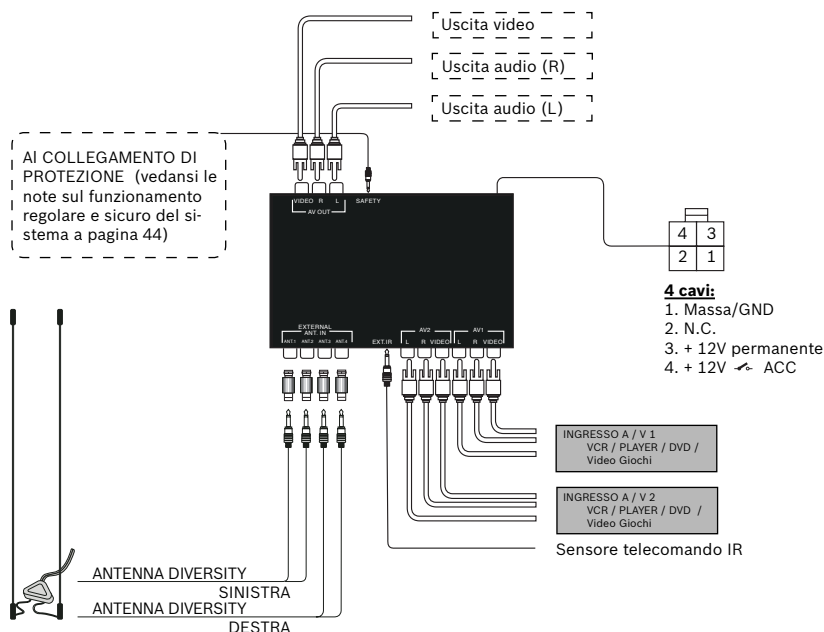 Uscita video
Uscita audio (R)
Uscita audio (L)
Al COLLEGAMENTO DI
PROTEZIONE (vedansi le
note sul funzionamento
regolare e sicuro del si-
stema a pagina 44)
VIDEO R L
AV OUT
SAFETY
4 3
2 1
4 cavi:
1. Massa/GND
2. N.C.
3. + 12V permanente
4. + 12V ACC
EXTERNAL
ANT. IN
ANT.1 ANT.2 ANT.3 ANT.4
EXT.IR
AV2 AV1
L R VIDEO L R VIDEO
INGRESSO A / V 1
VCR / PLAYER / DVD /
Video Giochi
INGRESSO A / V 2
VCR / PLAYER / DVD /
Video Giochi
Sensore telecomando IR
ANTENNA DIVERSITY
SINISTRA
ANTENNA DIVERSITY
DESTRA